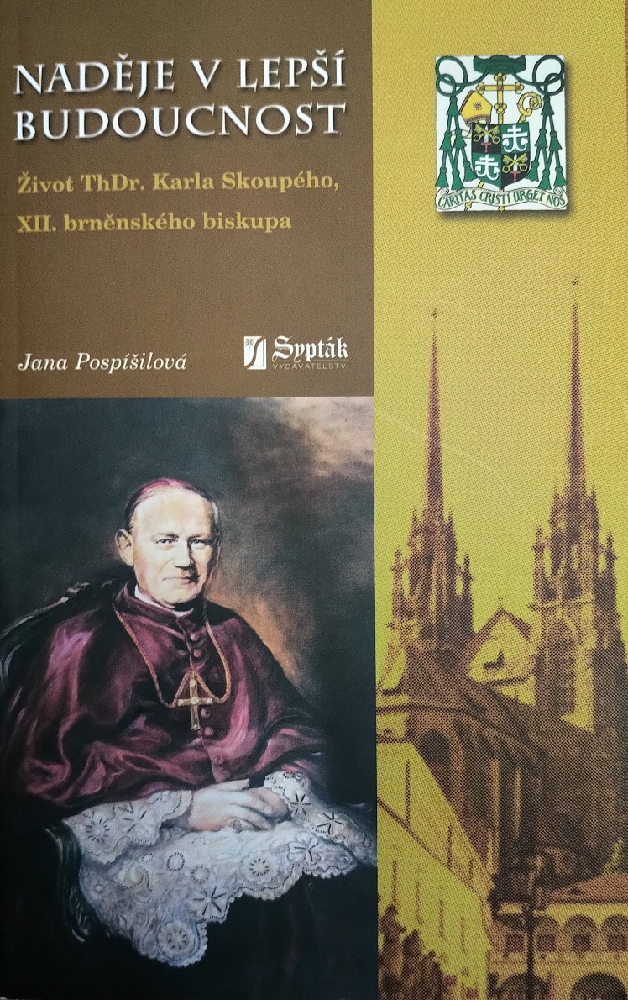 NADĚJE V LEPŠÍ
BUDOUCNOST
Život ThDr. Karla Skoupého,
XII. brněnského biskupa
Jana Pospíšilová
Sypták
VYDAVATELSTVÍ
CARITAS CRISTI URGET NOS